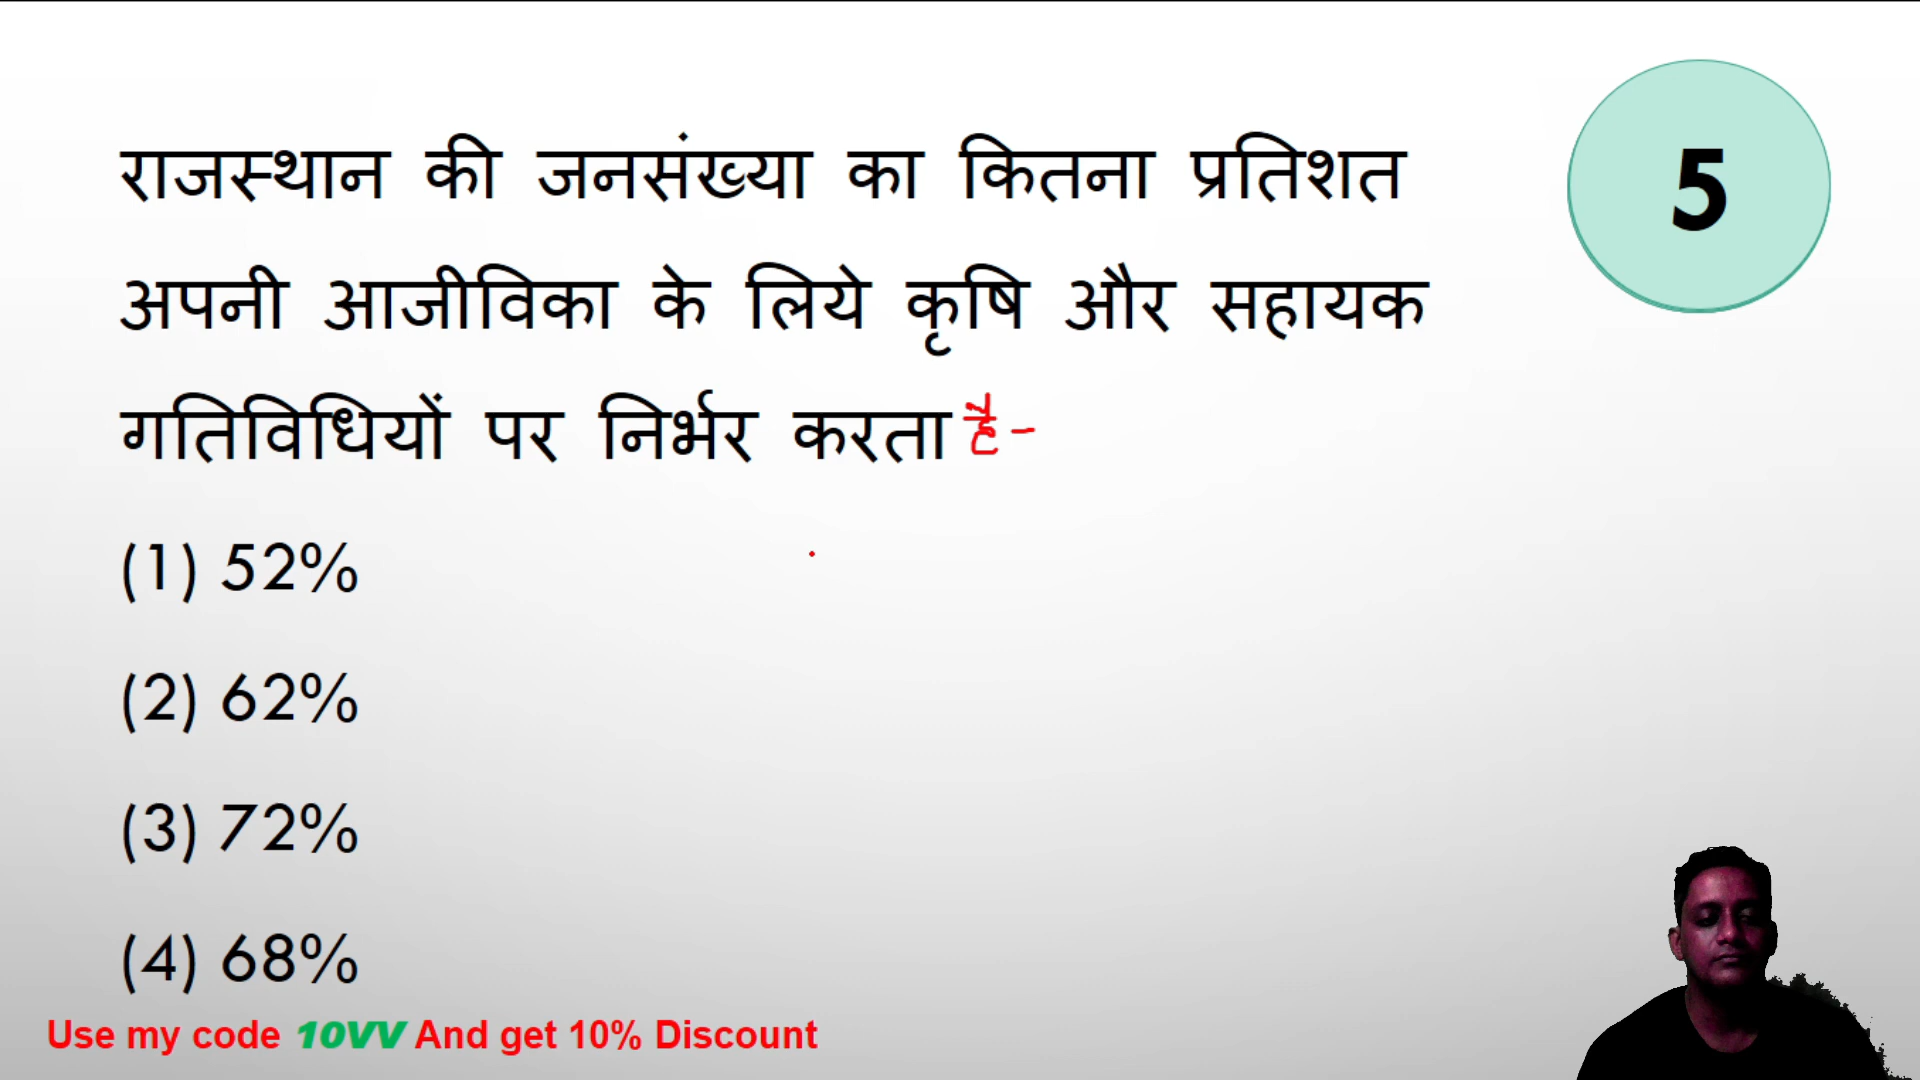 राजस्थान की जनसंख्या का कितना प्रतिशत
अपनी आजीविका के लिये कृषि और सहायक
गतिविधियों पर निर्भर करता है-
(1) 52%
(2) 62%
(3) 72%
(4) 68%
5
Use my code 10VV And get 10% Discount